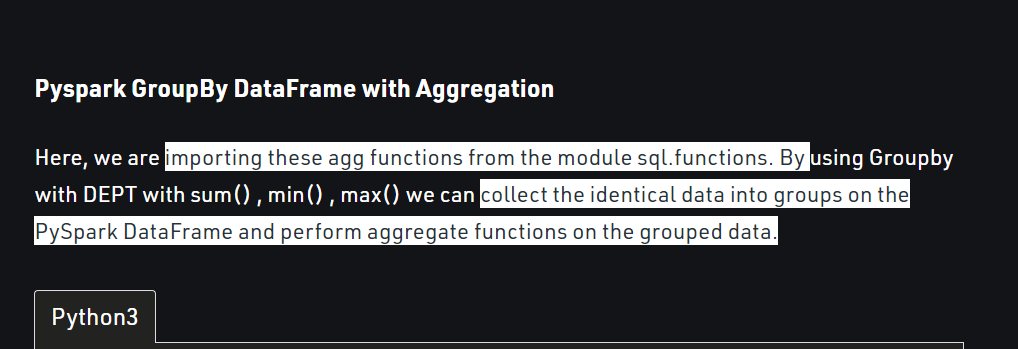 Pyspark GroupBy DataFrame with Aggregation
Here, we are importing these agg functions from the module sql.functions. By using Groupby
with DEPT with sum() , min() , max() we can collect the identical data into groups on the
PySpark DataFrame and perform aggregate functions on the grouped data.
Python3